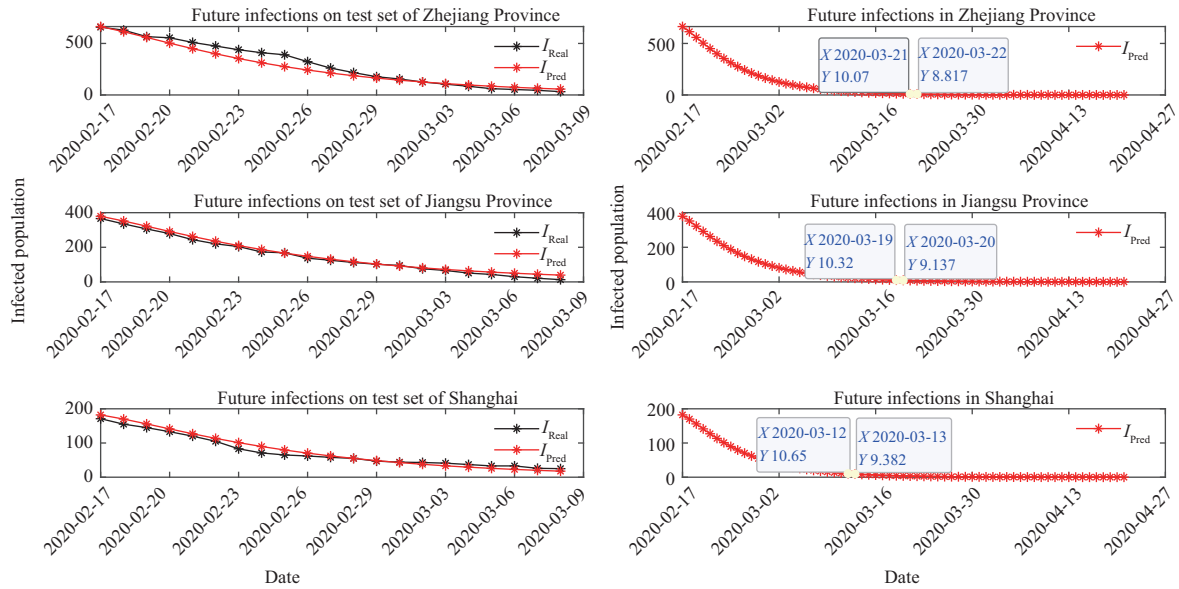 Future infections on test set of Zhejiang Province
500
0
I Real
I Pred
2020-02-17
2020-02-20
2020-02-23
2020-02-26
2020-02-29
2020-03-03
2020-03-06
2020-03-09
Future infections in Zhejiang Province
500
0
X 2020-03-21
Y 10.07
X 2020-03-22
Y 8.817
I Pred
2020-02-17
2020-03-02
2020-03-16
2020-03-30
2020-04-13
2020-04-27
Infected population
Future infections on test set of Jiangsu Province
400
200
0
I Real
I Pred
2020-02-17
2020-02-20
2020-02-23
2020-02-26
2020-02-29
2020-03-03
2020-03-06
2020-03-09
Infected population
Future infections in Jiangsu Province
400
200
0
X 2020-03-19
Y 10.32
X 2020-03-20
Y 9.137
I Pred
2020-02-17
2020-03-02
2020-03-16
2020-03-30
2020-04-13
2020-04-27
Future infections on test set of Shanghai
200
100
0
I Real
I Pred
2020-02-17
2020-02-20
2020-02-23
2020-02-26
2020-02-29
2020-03-03
2020-03-06
2020-03-09
Date
Future infections in Shanghai
200
100
0
X 2020-03-12
Y 10.65
X 2020-03-13
Y 9.382
I Pred
2020-02-17
2020-03-02
2020-03-16
2020-03-30
2020-04-13
2020-04-27
Date